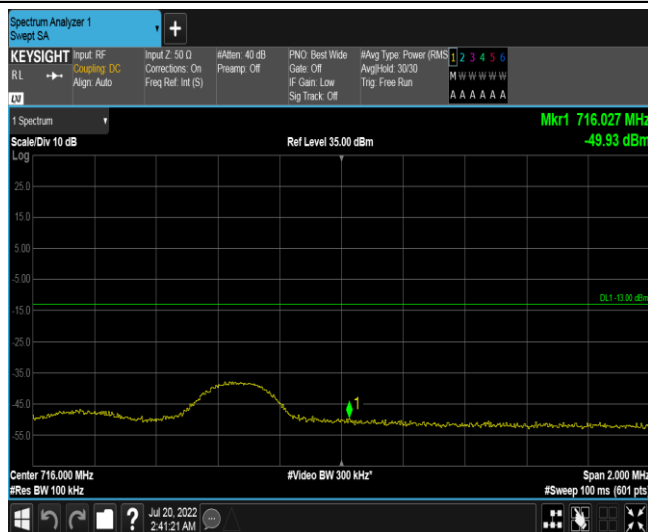 Spectrum Analyzer 1
Swept SA
+
KEYSIGHT Input: RF Input Z: 50 Ω #Atten: 40 dB PNO: Best Wide #Avg Type: Power (RMS 1 2 3 4 5 6
RL Coupling: DC Corrections: On Preamp: Off Gate: Off Avg|Hold: 30/30 M W W W W W
Align: Auto Freq Ref: Int (S) IF Gain: Low Trig: Free Run
LXI Sig Track: Off A A A A A A
1 Spectrum Mkr1 716.027 MHz
Scale/Div 10 dB Ref Level 35.00 dBm -49.93 dBm
Log
25.0
15.0
5.00
-5.00
DL1 -13.00 dBm
-15.0
-25.0
-35.0
-45.0
1
-55.0
Center 716.000 MHz #Video BW 300 kHz* Span 2.000 MHz
#Res BW 100 kHz #Sweep 100 ms (601 pts)
? Jul 20, 2022
2:41:21 AM